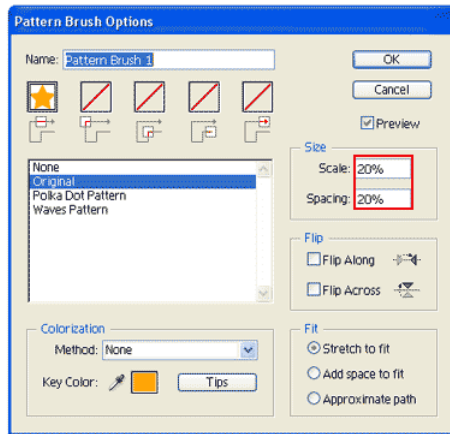 Pattern Brush Options
Name: Pattern Brush 1
OK
Cancel
Preview
None
Original
Polka Dot Pattern
Waves Pattern
Size
Scale: 20%
Spacing: 20%
Flip
Flip Along
Flip Across
Colorization
Method: None
Key Color:
Tips
Fit
Stretch to fit
Add space to fit
Approximate path